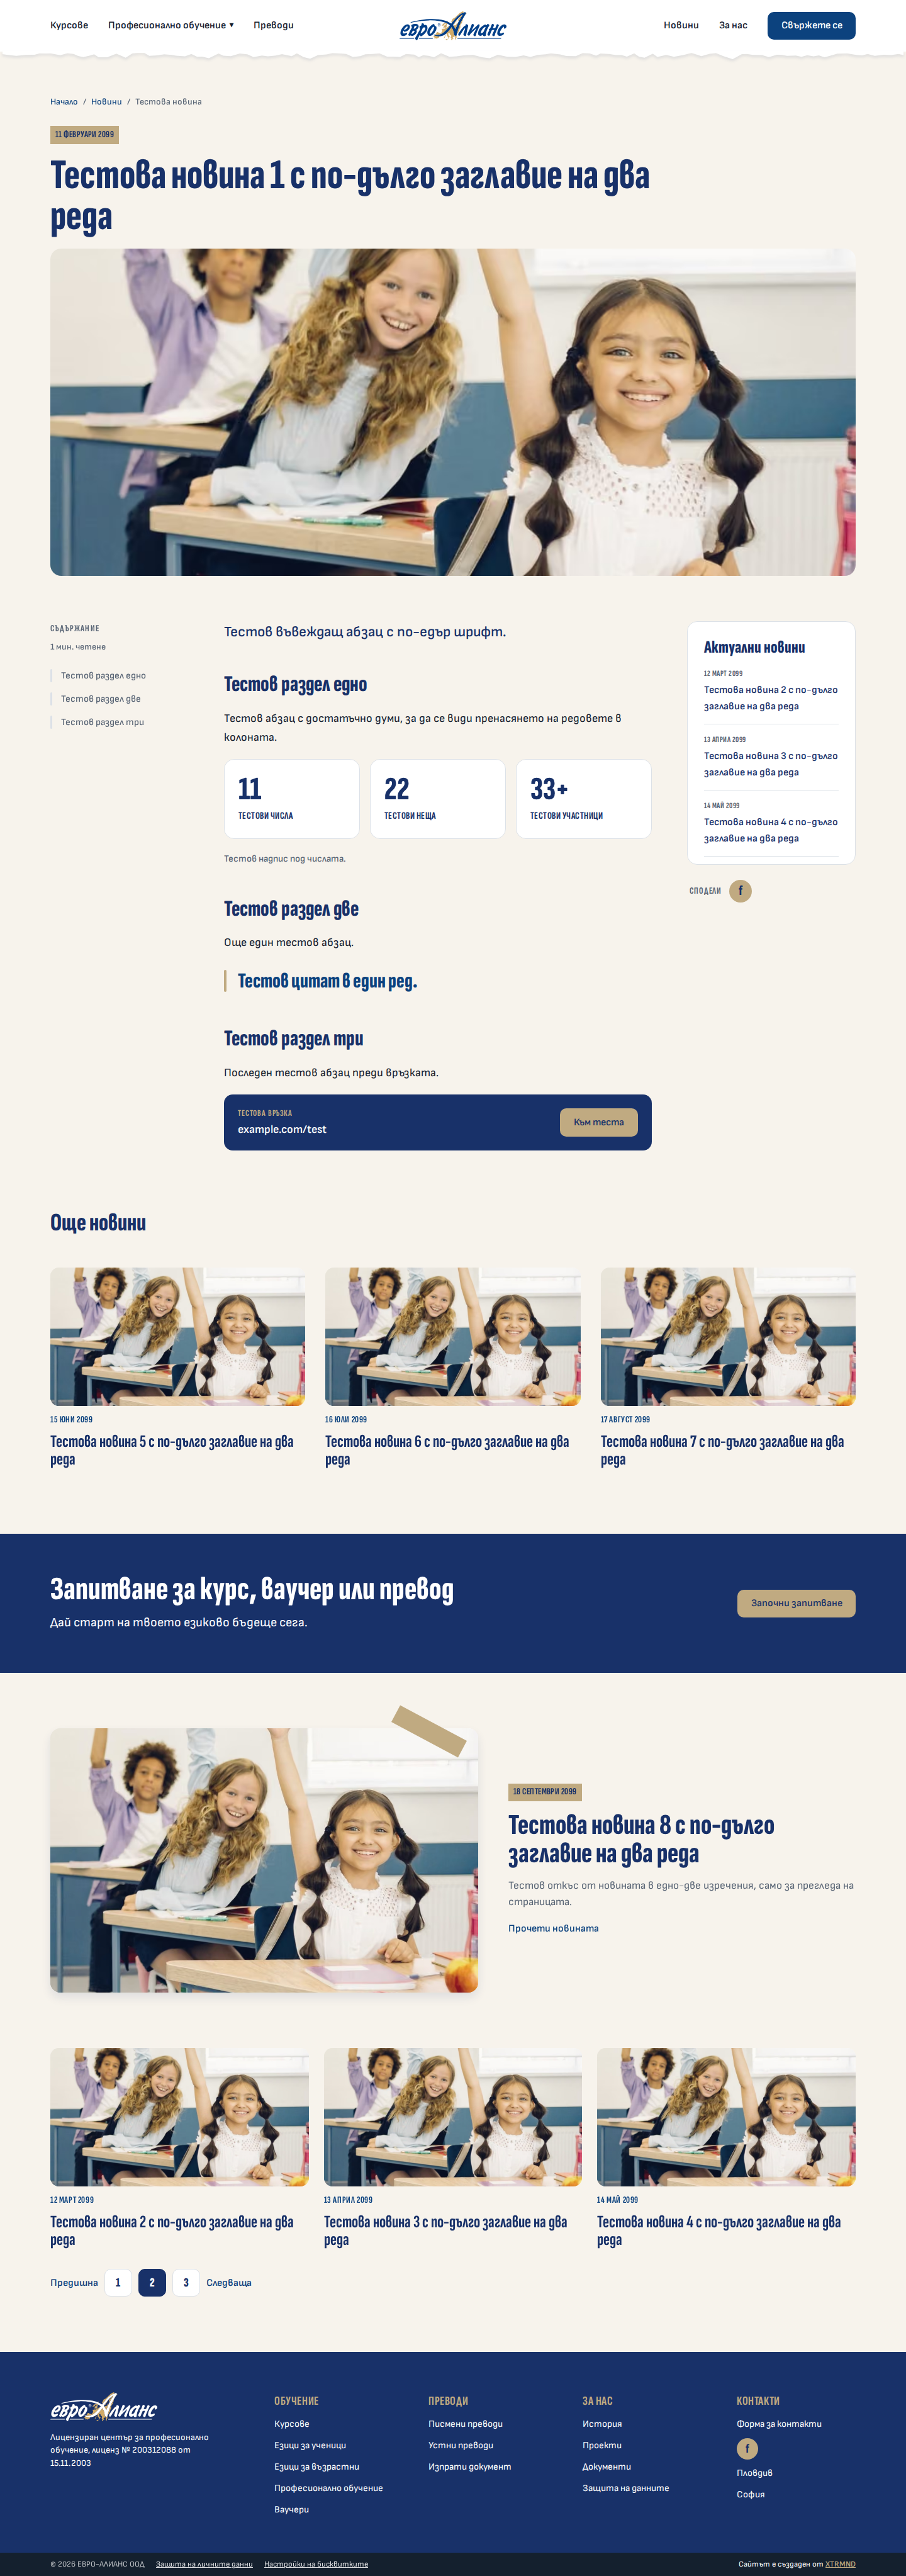 Курсове
Професионално обучение ▼
Преводи
евроАлианс
Новини
За нас
Свържете се
Начало / Новини / Тестова новина
11 ФЕВРУАРИ 2099
Тестова новина 1 с по-дълго заглавие на два
реда
СЪДЪРЖАНИЕ
1 мин. четене
Тестов раздел едно
Тестов раздел две
Тестов раздел три
Тестов въвеждащ абзац с по-едър шрифт.
Тестов раздел едно
Тестов абзац с достатъчно думи, за да се види пренасянето на редовете в
колоната.
11
ТЕСТОВИ ЧИСЛА
22
ТЕСТОВИ НЕЩА
33+
ТЕСТОВИ УЧАСТНИЦИ
Тестов надпис под числата.
Тестов раздел две
Още един тестов абзац.
Тестов цитат в един ред.
Тестов раздел три
Последен тестов абзац преди връзката.
ТЕСТОВА ВРЪЗКА
example.com/test
Към теста
Актуални новини
12 МАРТ 2099
Тестова новина 2 с по-дълго
заглавие на два реда
13 АПРИЛ 2099
Тестова новина 3 с по-дълго
заглавие на два реда
14 МАЙ 2099
Тестова новина 4 с по-дълго
заглавие на два реда
СПОДЕЛИ
f
Още новини
15 ЮНИ 2099
Тестова новина 5 с по-дълго заглавие на два
реда
16 ЮЛИ 2099
Тестова новина 6 с по-дълго заглавие на два
реда
17 АВГУСТ 2099
Тестова новина 7 с по-дълго заглавие на два
реда
Запитване за курс, ваучер или превод
Дай старт на твоето езиково бъдеще сега.
Започни запитване
18 СЕПТЕМВРИ 2099
Тестова новина 8 с по-дълго
заглавие на два реда
Тестов откъс от новината в едно-две изречения, само за прегледа на
страницата.
Прочети новината
12 МАРТ 2099
Тестова новина 2 с по-дълго заглавие на два
реда
13 АПРИЛ 2099
Тестова новина 3 с по-дълго заглавие на два
реда
14 МАЙ 2099
Тестова новина 4 с по-дълго заглавие на два
реда
Предишна 1 2 3 Следваща
евроАлианс
Лицензиран център за професионално
обучение, лиценз № 200312088 от
15.11.2003
ОБУЧЕНИЕ
Курсове
Езици за ученици
Езици за възрастни
Професионално обучение
Ваучери
ПРЕВОДИ
Писмени преводи
Устни преводи
Изпрати документ
ЗА НАС
История
Проекти
Документи
Защита на данните
КОНТАКТИ
Форма за контакти
f
Пловдив
София
© 2026 ЕВРО-АЛИАНС ООД
Защита на личните данни
Настройки на бисквитките
Сайтът е създаден от XTRMND